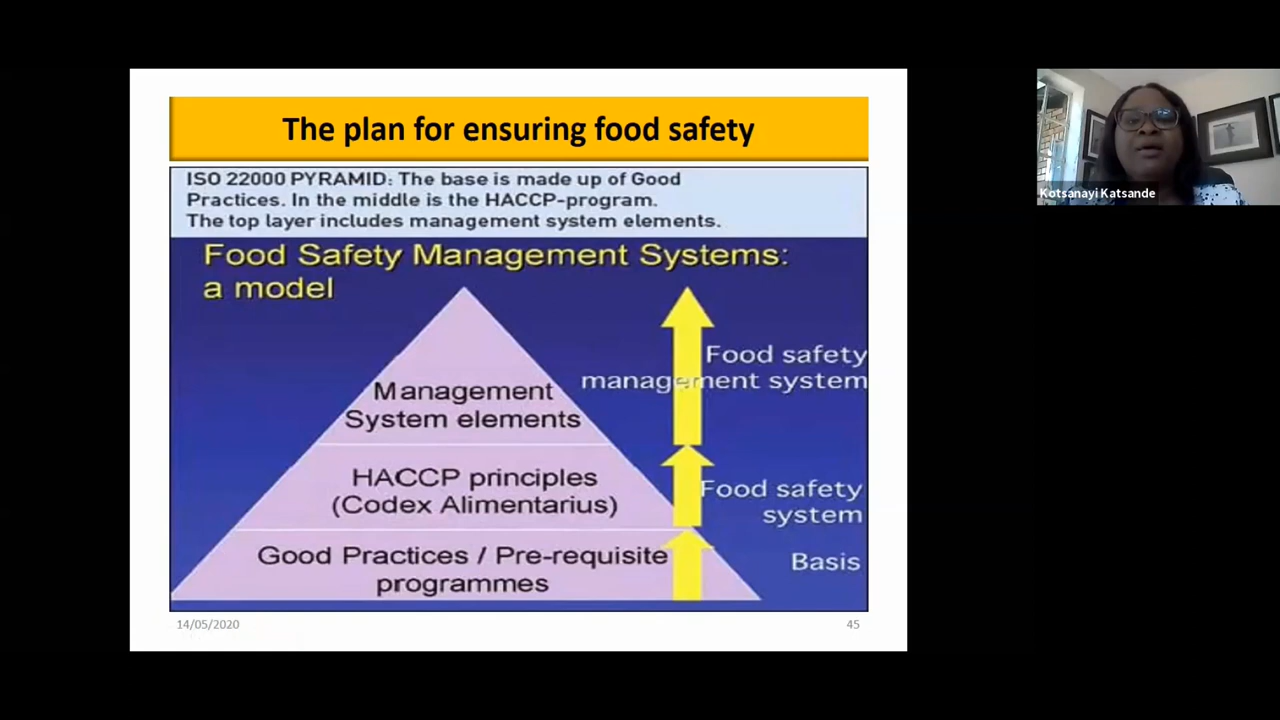 The plan for ensuring food safety
ISO 22000 PYRAMID: The base is made up of Good
Practices. In the middle is the HACCP-program.
The top layer includes management system elements.
Food Safety Management Systems:
a model
Management
System elements
HACCP principles
(Codex Alimentarius)
Good Practices / Pre-requisite
programmes
Food safety
management system
Food safety
system
Basis
14/05/2020
45
Kotsanayi Katsande